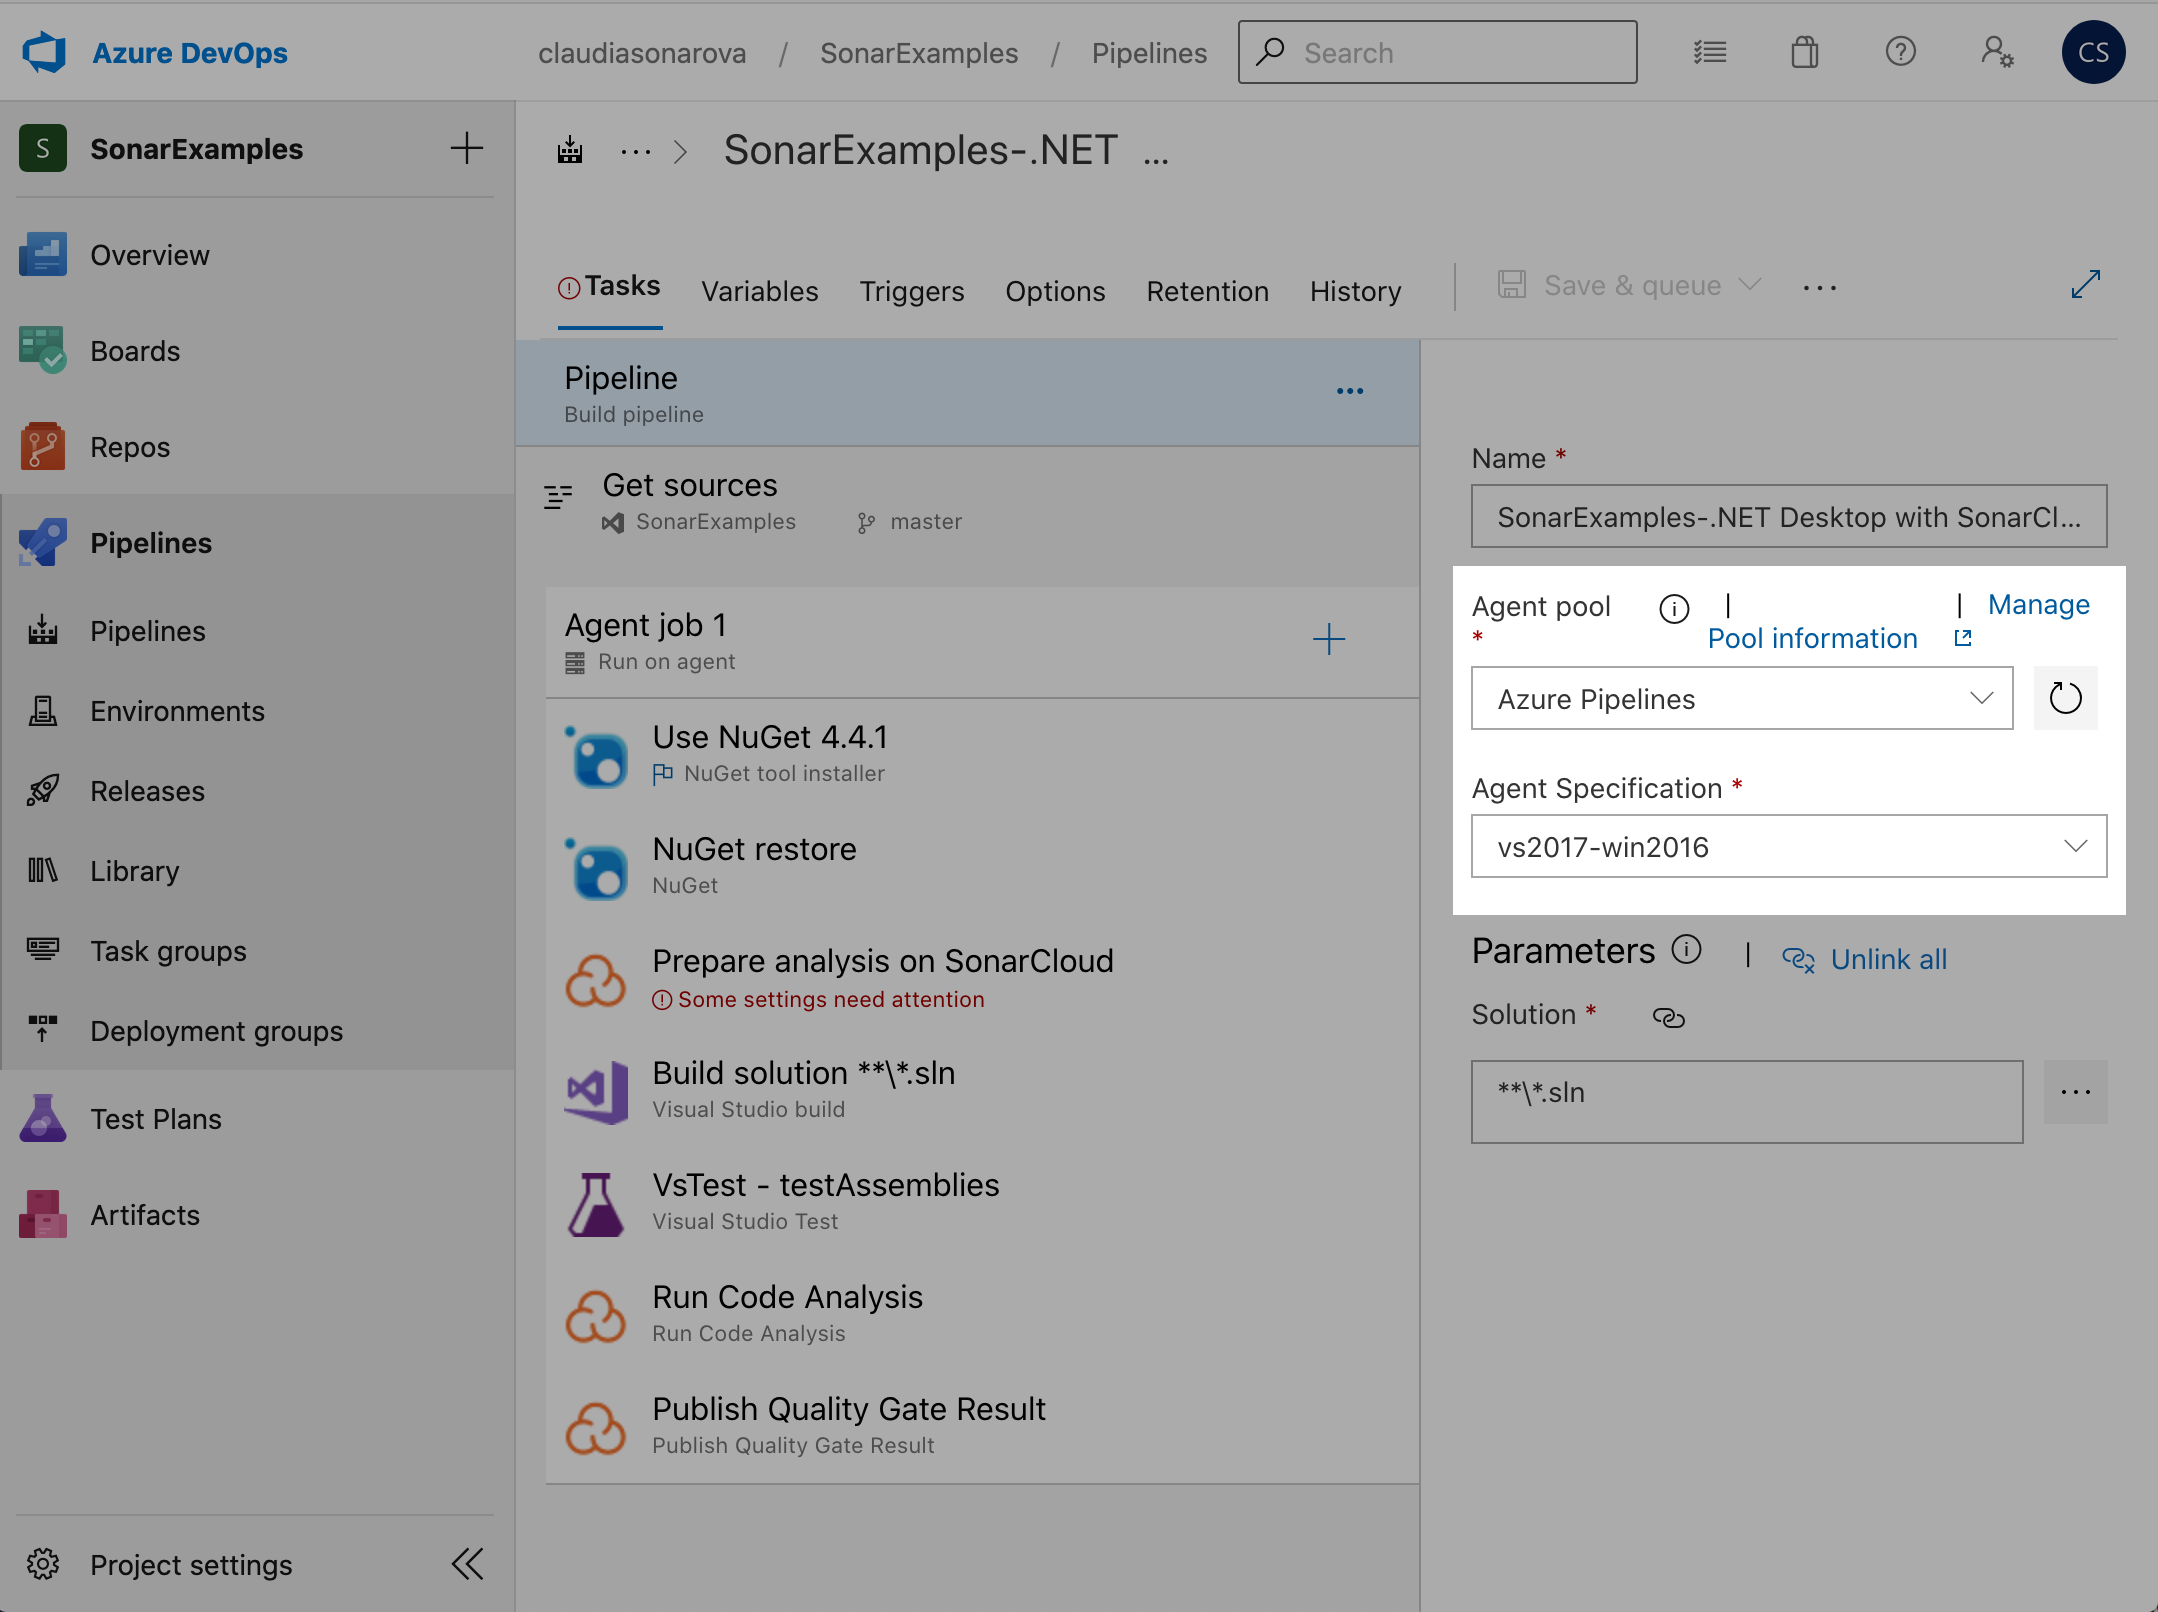 Azure DevOps
claudiasonarova / SonarExamples / Pipelines
Search
CS
S
SonarExamples
Overview
Boards
Repos
Pipelines
Pipelines
Environments
Releases
Library
Task groups
Deployment groups
Test Plans
Artifacts
Project settings
... > SonarExamples-.NET ...
Tasks
Variables
Triggers
Options
Retention
History
Save & queue
...
Pipeline
Build pipeline
...
Get sources
SonarExamples
master
Agent job 1
Run on agent
Use NuGet 4.4.1
NuGet tool installer
NuGet restore
NuGet
Prepare analysis on SonarCloud
Some settings need attention
Build solution **\*.sln
Visual Studio build
VsTest - testAssemblies
Visual Studio Test
Run Code Analysis
Run Code Analysis
Publish Quality Gate Result
Publish Quality Gate Result
Name *
SonarExamples-.NET Desktop with SonarCl...
Agent pool | | Manage
* Pool information
Azure Pipelines
Agent Specification *
vs2017-win2016
Parameters | Unlink all
Solution *
**\*.sln
...